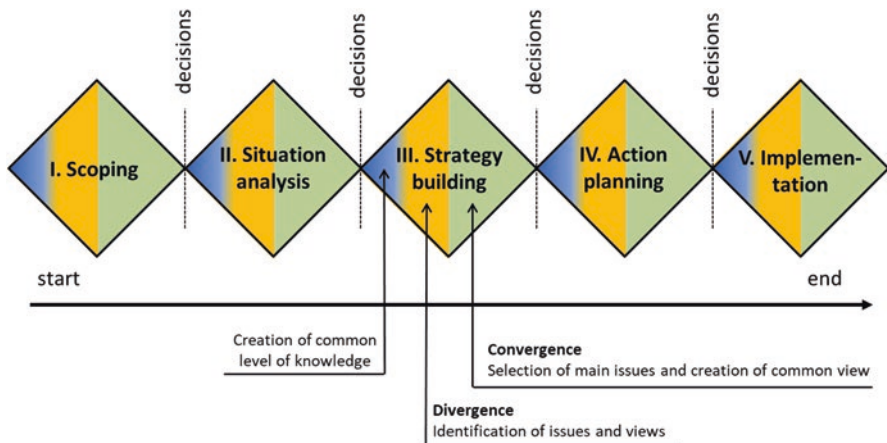 decisions
decisions
decisions
decisions
I. Scoping
II. Situation
analysis
III. Strategy
building
IV. Action
planning
V. Implemen-
tation
start
end
Creation of common
level of knowledge
Convergence
Selection of main issues and creation of common view
Divergence
Identification of issues and views